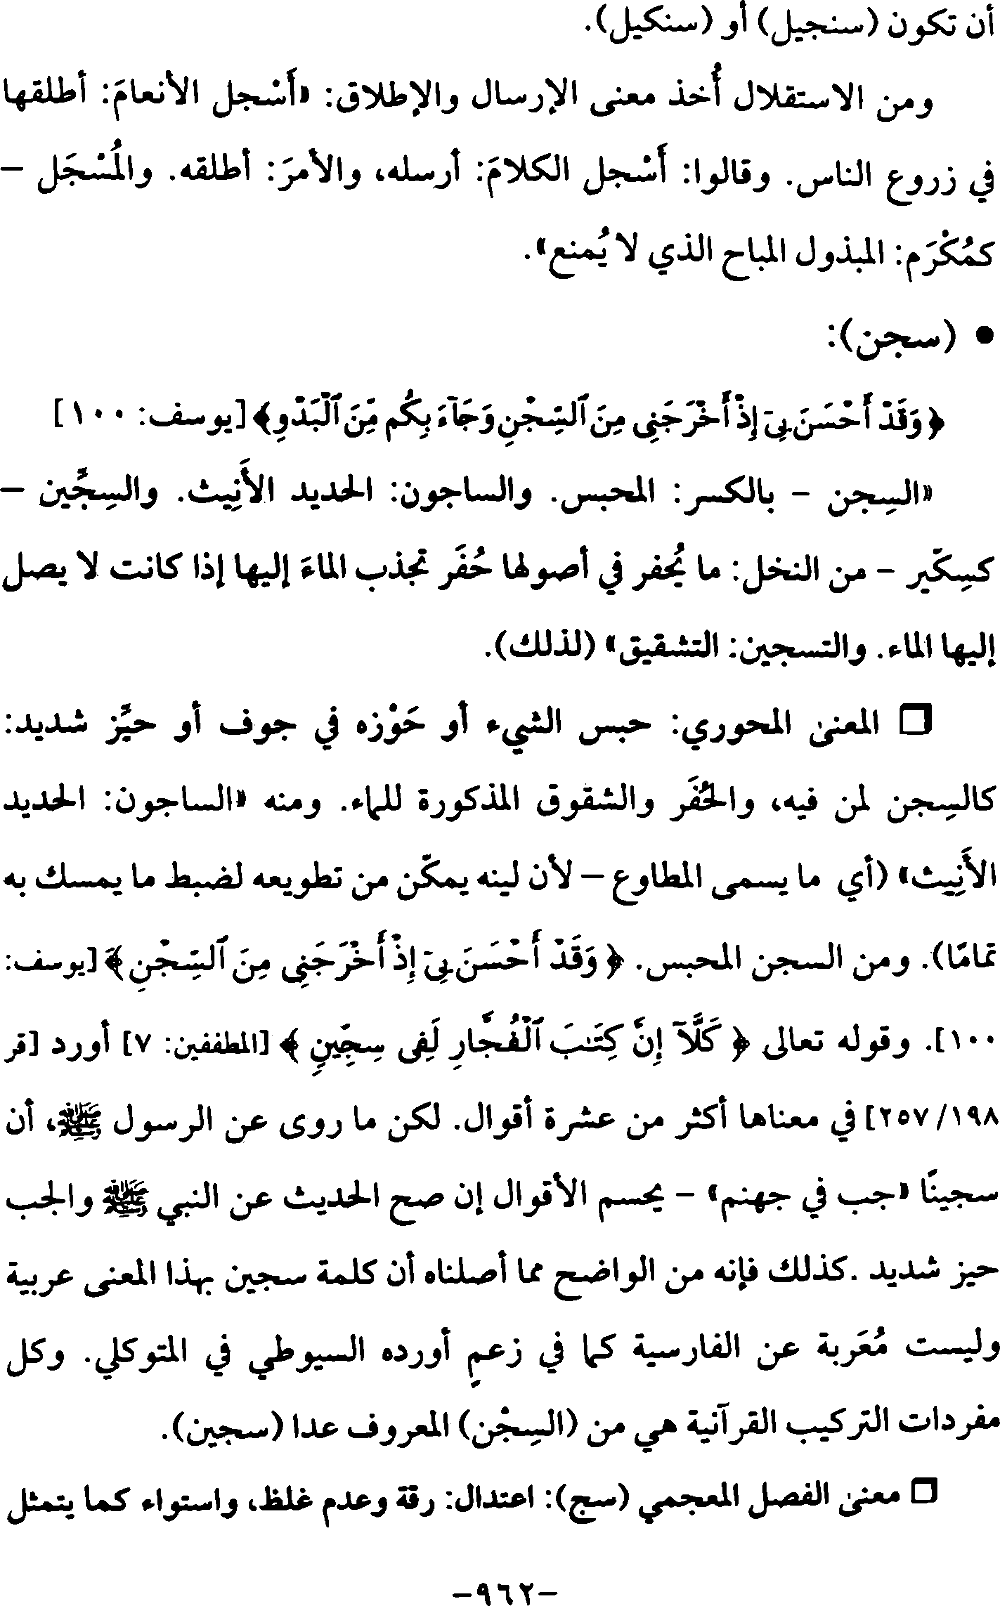 أن تكون (سنجيل) أو (سنكيل).
ومن الاستقلال أُخذ معنى الإرسال والإطلاق: «أَسْجل الأنعامَ: أطلقها
في زروع الناس. وقالوا: أَسْجل الكلامَ: أرسله، والأمرَ: أطلقه. والمُسْجَل –
كمُكْرَم: المبذول المباح الذي لا يُمنع».
• (سجن):
﴿وَقَدْ أَحْسَنَ بِىٓ إِذْ أَخْرَجَنِى مِنَ ٱلسِّجْنِ وَجَآءَ بِكُم مِّنَ ٱلْبَدْوِ﴾ [يوسف: ١٠٠]
«السِجن – بالكسر: المحبس. والساجون: الحديد الأَنِيث. والسِجِّين –
كسِكّير – من النخل: ما يُحفر في أصولها حُفَر تجذب الماءَ إليها إذا كانت لا يصل
إليها الماء. والتسجين: التشقيق» (لذلك).
❒ المعنى المحوري: حبس الشيء أو حَوْزه في جوف أو حيِّز شديد:
كالسِجن لمن فيه، والحُفَر والشقوق المذكورة للماء. ومنه «الساجون: الحديد
الأَنِيث» (أي ما يسمى المطاوع – لأن لينه يمكّن من تطويعه لضبط ما يمسك به
تمامًا). ومن السجن المحبس. ﴿وَقَدْ أَحْسَنَ بِىٓ إِذْ أَخْرَجَنِى مِنَ ٱلسِّجْنِ﴾ [يوسف:
١٠٠]. وقوله تعالى ﴿كَلَّآ إِنَّ كِتَٰبَ ٱلْفُجَّارِ لَفِى سِجِّينٍ﴾ [المطففين: ٧] أورد [قر
١٩٨/ ٢٥٧] في معناها أكثر من عشرة أقوال. لكن ما روى عن الرسول ﷺ، أن
سجينًا «جب في جهنم» – يحسم الأقوال إن صح الحديث عن النبي ﷺ والجب
حيز شديد .كذلك فإنه من الواضح مما أصلناه أن كلمة سجين بهذا المعنى عربية
وليست مُعَربة عن الفارسية كما في زعمٍ أورده السيوطي في المتوكلي. وكل
مفردات التركيب القرآنية هي من (السِجْن) المعروف عدا (سجين).
❒ معنى الفصل المعجمي (سج): اعتدال: رقة وعدم غلظ، واستواء كما يتمثل
–٩٦٢–